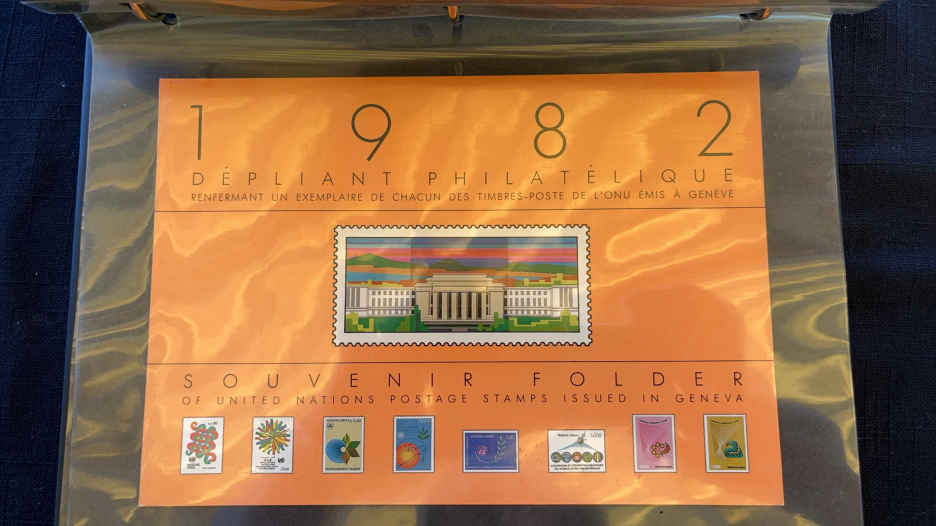 1982
DÉPLIANT PHILATÉLIQUE
RENFERMANT UN EXEMPLAIRE DE CHACUN DES TIMBRES-POSTE DE L'ONU ÉMIS À GENÈVE
SOUVENIR FOLDER
OF UNITED NATIONS POSTAGE STAMPS ISSUED IN GENEVA